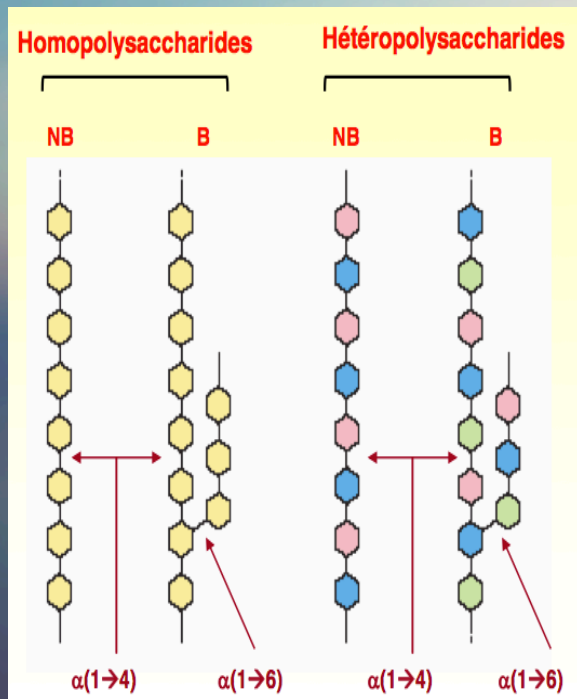 Homopolysaccharides Hétéropolysaccharides
NB B NB B
α(1→4) α(1→6) α(1→4) α(1→6)